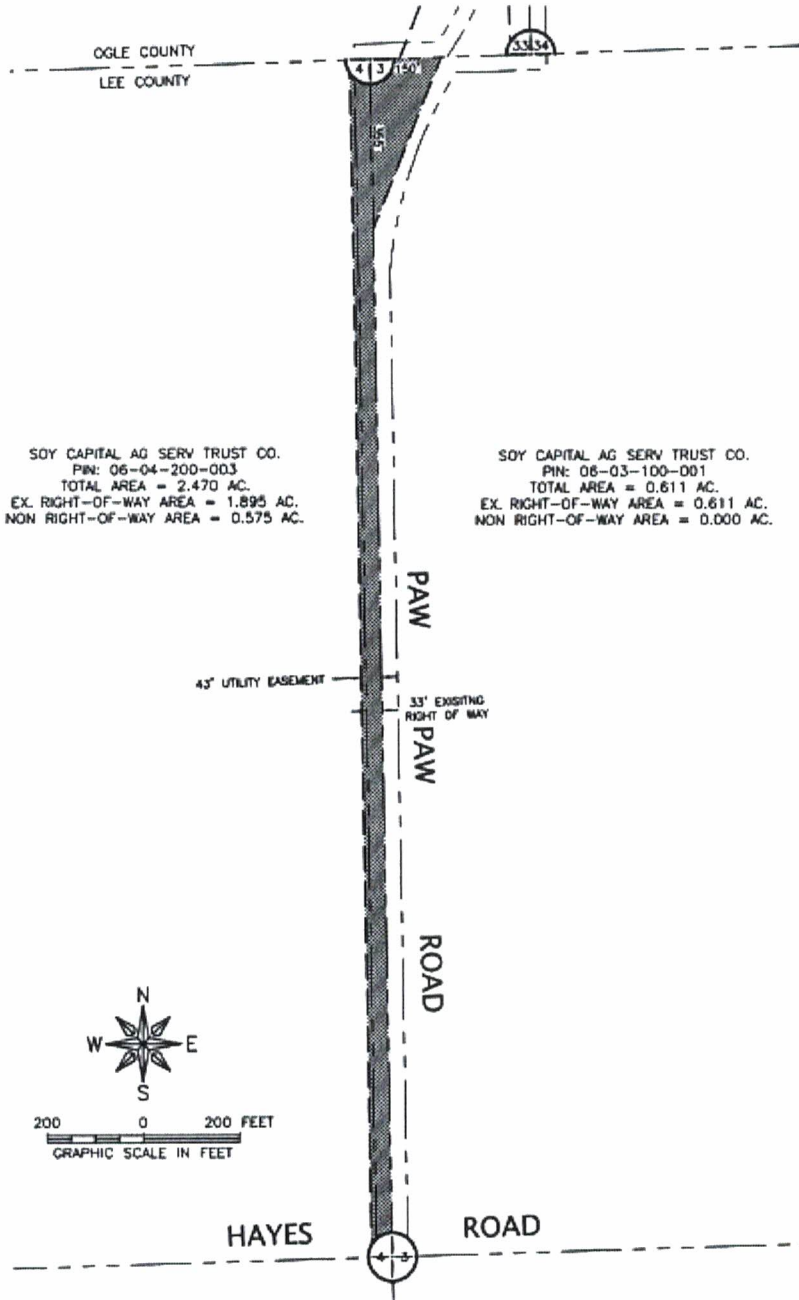 OGLE COUNTY
LEE COUNTY
4 3
150'
33 34
355'
SOY CAPITAL AG SERV TRUST CO.
PIN: 06-04-200-003
TOTAL AREA = 2.470 AC.
EX. RIGHT-OF-WAY AREA = 1.895 AC.
NON RIGHT-OF-WAY AREA = 0.575 AC.
SOY CAPITAL AG SERV TRUST CO.
PIN: 06-03-100-001
TOTAL AREA = 0.611 AC.
EX. RIGHT-OF-WAY AREA = 0.611 AC.
NON RIGHT-OF-WAY AREA = 0.000 AC.
PAW
43' UTILITY EASEMENT
33' EXISITNG
RIGHT OF WAY
PAW
ROAD
N
W E
S
200 0 200 FEET
GRAPHIC SCALE IN FEET
HAYES ROAD
4 3